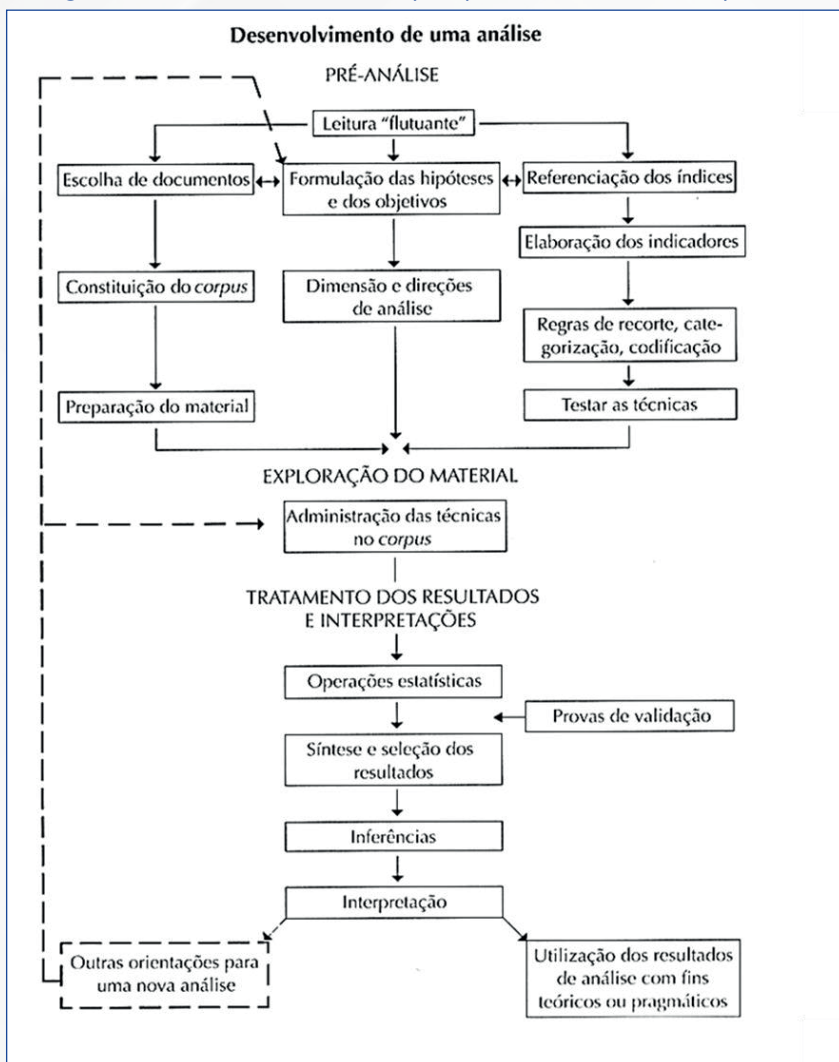 Desenvolvimento de uma análise
PRÉ-ANÁLISE
Leitura “flutuante”
Escolha de documentos
Formulação das hipóteses
e dos objetivos
Referenciação dos índices
Elaboração dos indicadores
Constituição do corpus
Dimensão e direções
de análise
Regras de recorte, cate-
gorização, codificação
Preparação do material
Testar as técnicas
EXPLORAÇÃO DO MATERIAL
Administração das técnicas
no corpus
TRATAMENTO DOS RESULTADOS
E INTERPRETAÇÕES
Operações estatísticas
Provas de validação
Síntese e seleção dos
resultados
Inferências
Interpretação
Outras orientações para
uma nova análise
Utilização dos resultados
de análise com fins
teóricos ou pragmáticos